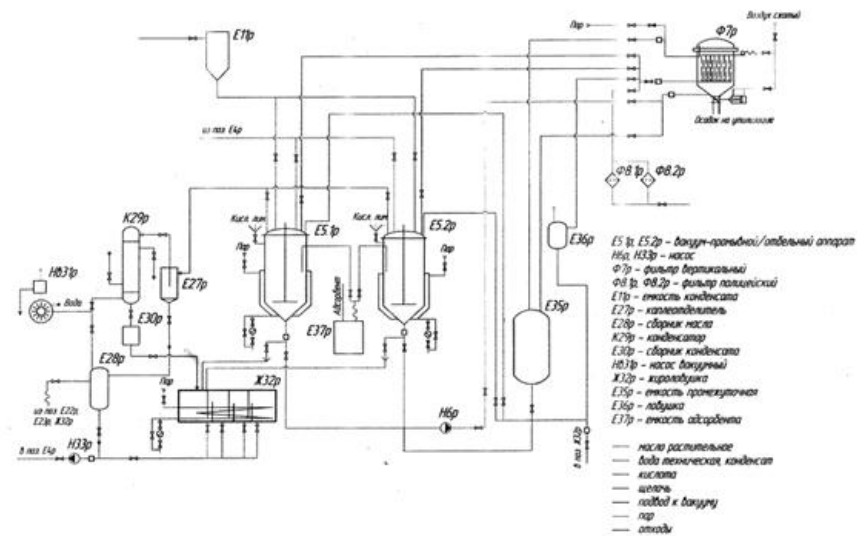 Воздух сжатый
Пар
Ф7р
Е11р
Осадок на утилизацию
из поз. Е4р
Ф8.1р Ф8.2р
К29р
Кисл. лим.
Кисл. лим.
Е5.1р
Е5.2р
Е36р
Пар
Пар
Нв31р
Е27р
Вода
Е30р
Адсорбент
Е37р
Е35р
Е28р
Ж32р
Пар
из поз. Е22р,
Е23р, Ж32р
Н6р
Н33р
В поз. Е4р
В поз. Ж32р
Е5.1р, Е5.2р – вакуум-промывной/отбельный аппарат
Н6р, Н33р – насос
Ф7р – фильтр вертикальный
Ф8.1р, Ф8.2р – фильтр полицейский
Е11р – емкость конденсата
Е27р – каплеотделитель
Е28р – сборник масла
К29р – конденсатор
Е30р – сборник конденсата
Нв31р – насос вакуумный
Ж32р – жироловушка
Е35р – емкость промежуточная
Е36р – ловушка
Е37р – емкость адсорбента
масло растительное
вода техническая, конденсат
кислота
щелочь
подвод к вакууму
пар
отходы